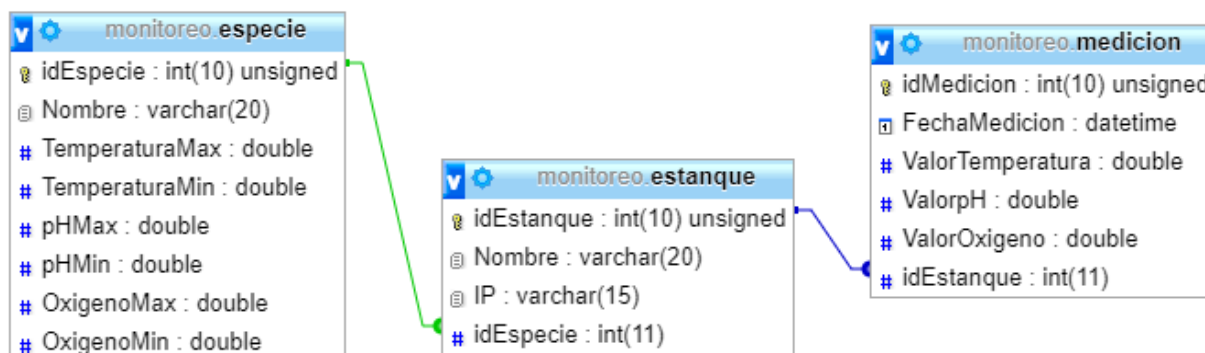 monitoreo.especie
idEspecie : int(10) unsigned
Nombre : varchar(20)
TemperaturaMax : double
TemperaturaMin : double
pHMax : double
pHMin : double
OxigenoMax : double
OxigenoMin : double
monitoreo.estanque
idEstanque : int(10) unsigned
Nombre : varchar(20)
IP : varchar(15)
idEspecie : int(11)
monitoreo.medicion
idMedicion : int(10) unsigned
FechaMedicion : datetime
ValorTemperatura : double
ValorpH : double
ValorOxigeno : double
idEstanque : int(11)